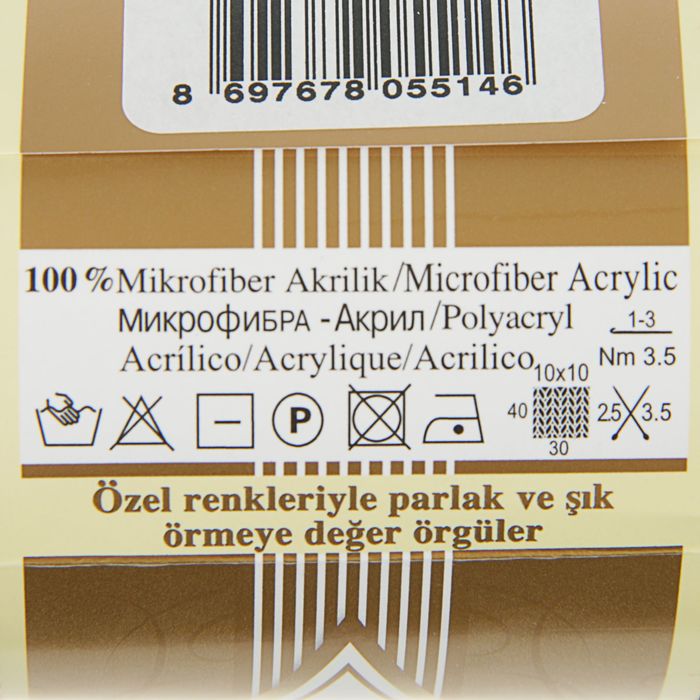 8 697678 055146
100 % Mikrofiber Akrilik/Microfiber Acrylic
Микрофибра - Акрил/Polyacryl
1-3
Acrílico/Acrylique/Acrilico
Nm 3.5
10x10
P
40
30
2.5
3.5
Özel renkleriyle parlak ve şık
örmeye değer örgüler